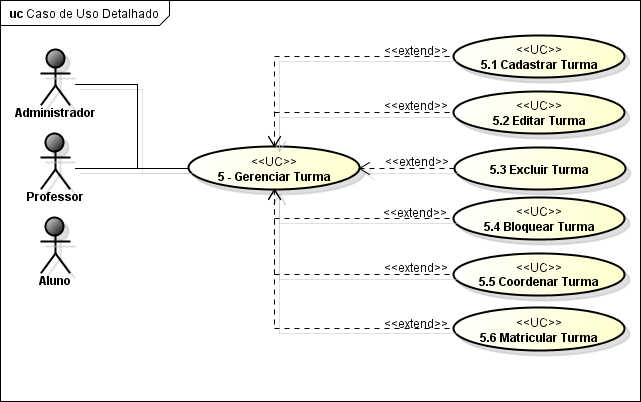 uc Caso de Uso Detalhado
Administrador
Professor
Aluno
<<UC>>
5 - Gerenciar Turma
<<extend>>
<<UC>>
5.1 Cadastrar Turma
<<extend>>
<<UC>>
5.2 Editar Turma
<<extend>>
5.3 Excluir Turma
<<extend>>
<<UC>>
5.4 Bloquear Turma
<<extend>>
<<UC>>
5.5 Coordenar Turma
<<extend>>
<<UC>>
5.6 Matricular Turma